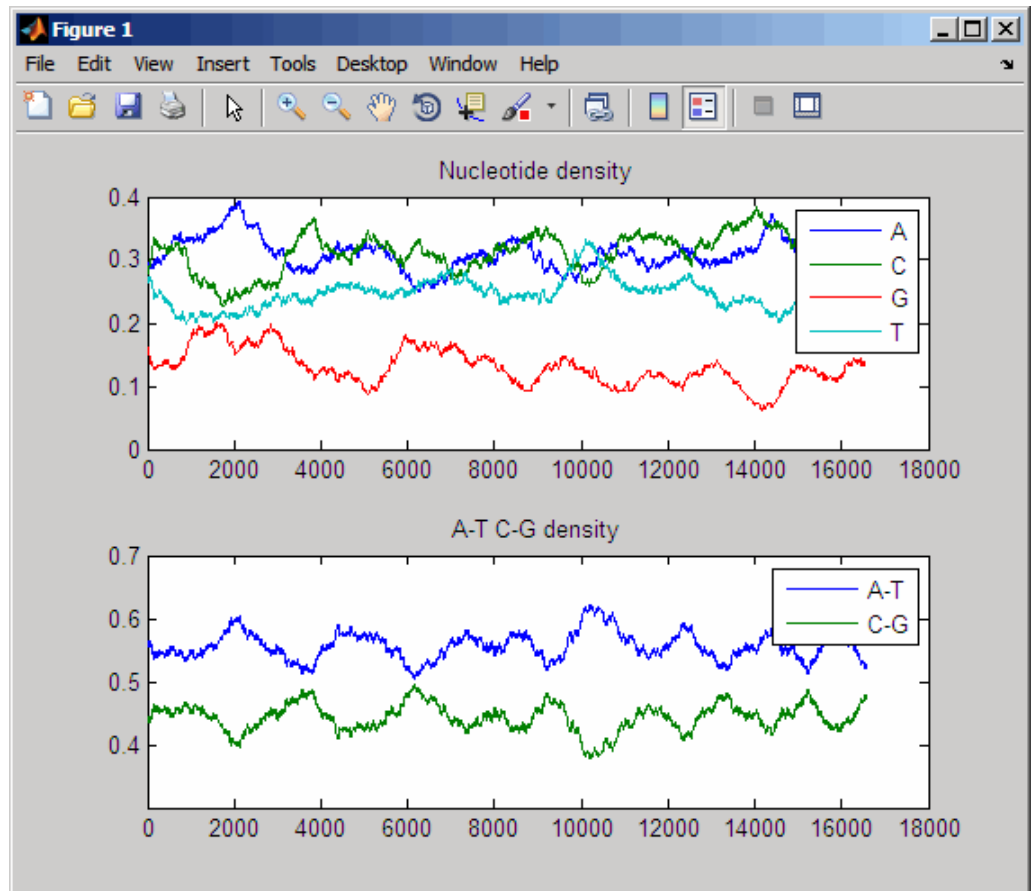 Figure 1
File Edit View Insert Tools Desktop Window Help
Nucleotide density
0.4
0.3
0.2
0.1
0
0 2000 4000 6000 8000 10000 12000 14000 16000 18000
A
C
G
T
A-T C-G density
0.7
0.6
0.5
0.4
0 2000 4000 6000 8000 10000 12000 14000 16000 18000
A-T
C-G